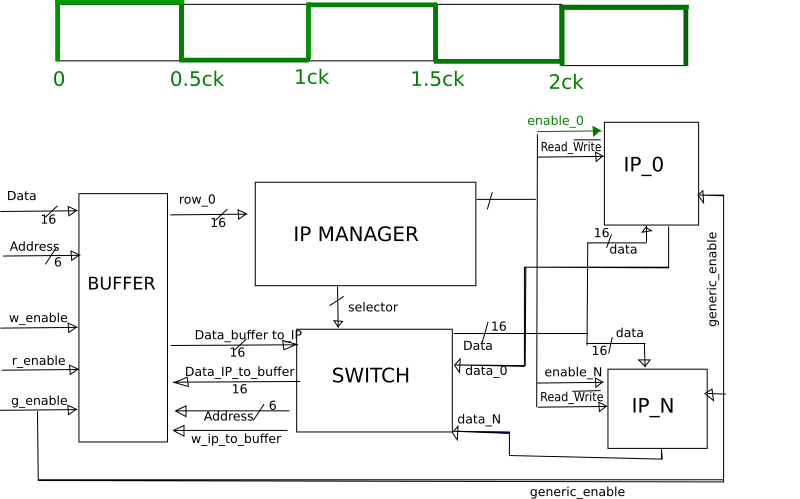 0
0.5ck
1ck
1.5ck
2ck
enable_0
Read_Write
IP_0
Data
16
row_0
16
IP MANAGER
16
data
Address
6
BUFFER
generic_enable
selector
w_enable
Data_buffer to_IP
16
16
Data
data
16
r_enable
Data_IP_to_buffer
16
SWITCH
data_0
enable_N
Read_Write
IP_N
g_enable
Address
6
data_N
w_ip_to_buffer
generic_enable